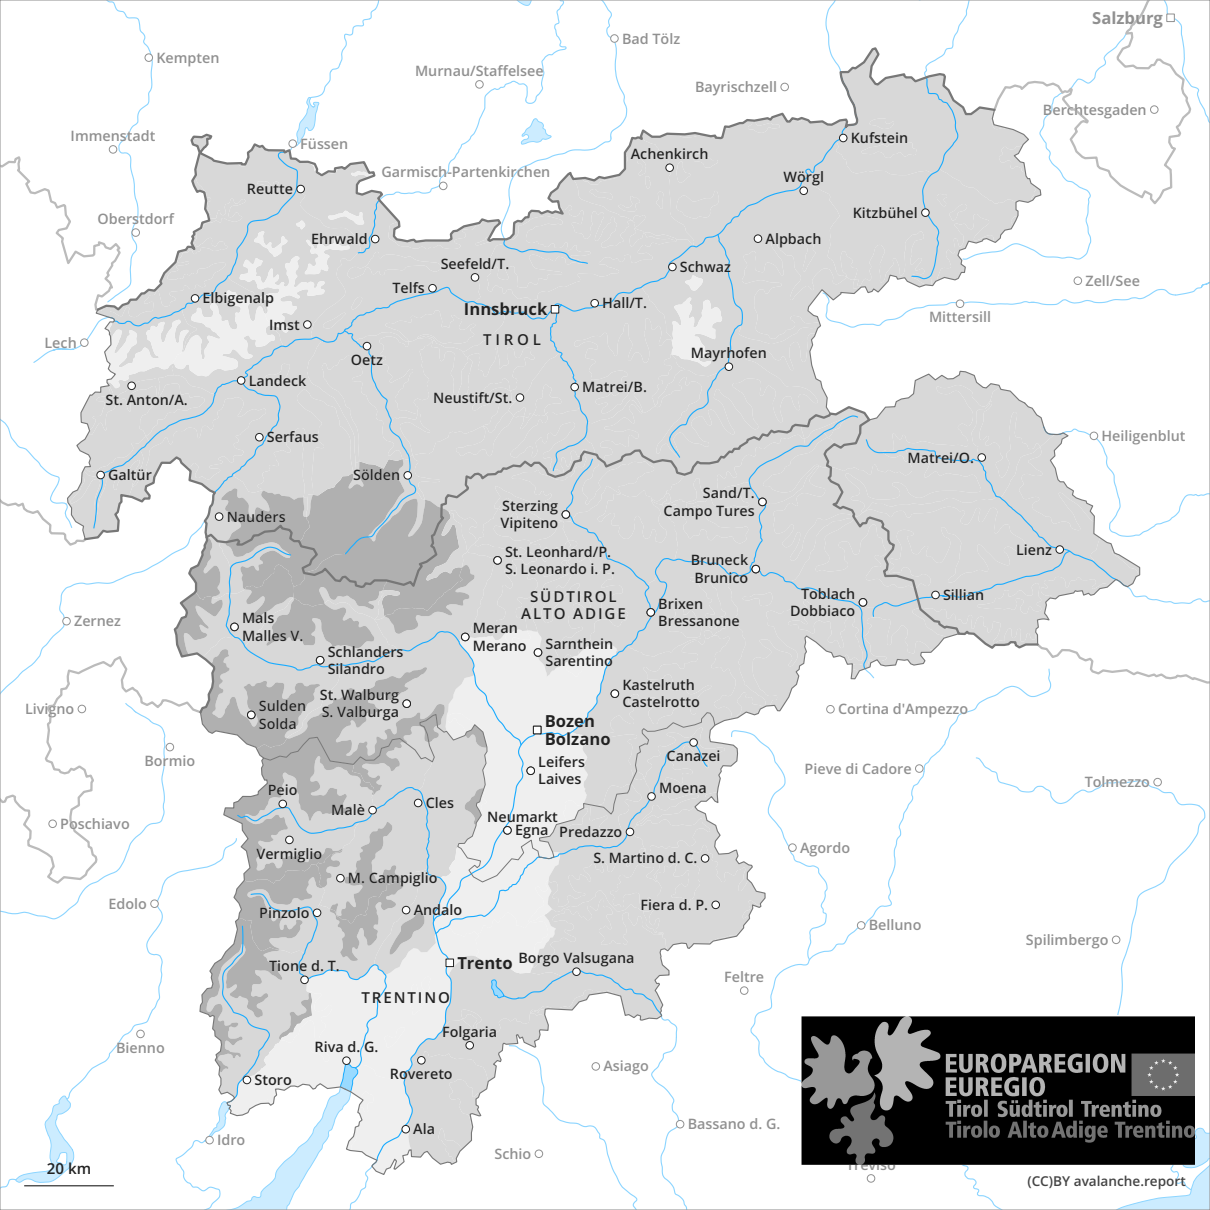 Salzburg
Bad Tölz
Kempten
Murnau/Staffelsee
Bayrischzell
Berchtesgaden
Immenstadt
Füssen
Kufstein
Achenkirch
Garmisch-Partenkirchen
Wörgl
Reutte
Oberstdorf
Kitzbühel
Ehrwald
Alpbach
Seefeld/T.
Schwaz
Zell/See
Telfs
Elbigenalp
Hall/T.
Innsbruck
Mittersill
Imst
TIROL
Lech
Mayrhofen
Oetz
Landeck
Matrei/B.
St. Anton/A.
Neustift/St.
Serfaus
Heiligenblut
Matrei/O.
Galtür
Sölden
Sand/T.
Campo Tures
Sterzing
Vipiteno
Nauders
Lienz
St. Leonhard/P.
S. Leonardo i. P.
Bruneck
Brunico
SÜDTIROL
ALTO ADIGE
Toblach
Dobbiaco
Sillian
Brixen
Bressanone
Zernez
Mals
Malles V.
Meran
Merano
Sarnthein
Sarentino
Schlanders
Silandro
Kastelruth
Castelrotto
St. Walburg
S. Valburga
Livigno
Sulden
Solda
Cortina d'Ampezzo
Bozen
Bolzano
Bormio
Canazei
Leifers
Laives
Pieve di Cadore
Tolmezzo
Peio
Moena
Malè
Cles
Neumarkt
Egna
Predazzo
Poschiavo
Vermiglio
Agordo
S. Martino d. C.
M. Campiglio
Edolo
Pinzolo
Andalo
Fiera d. P.
Belluno
Spilimbergo
Trento
Borgo Valsugana
Tione d. T.
Feltre
TRENTINO
Folgaria
Bienno
Riva d. G.
Rovereto
Asiago
Storo
EUROPAREGION
EUREGIO
Tirol Südtirol Trentino
Tirolo Alto Adige Trentino
Ala
Bassano d. G.
Idro
Schio
Treviso
20 km
(CC)BY avalanche.report